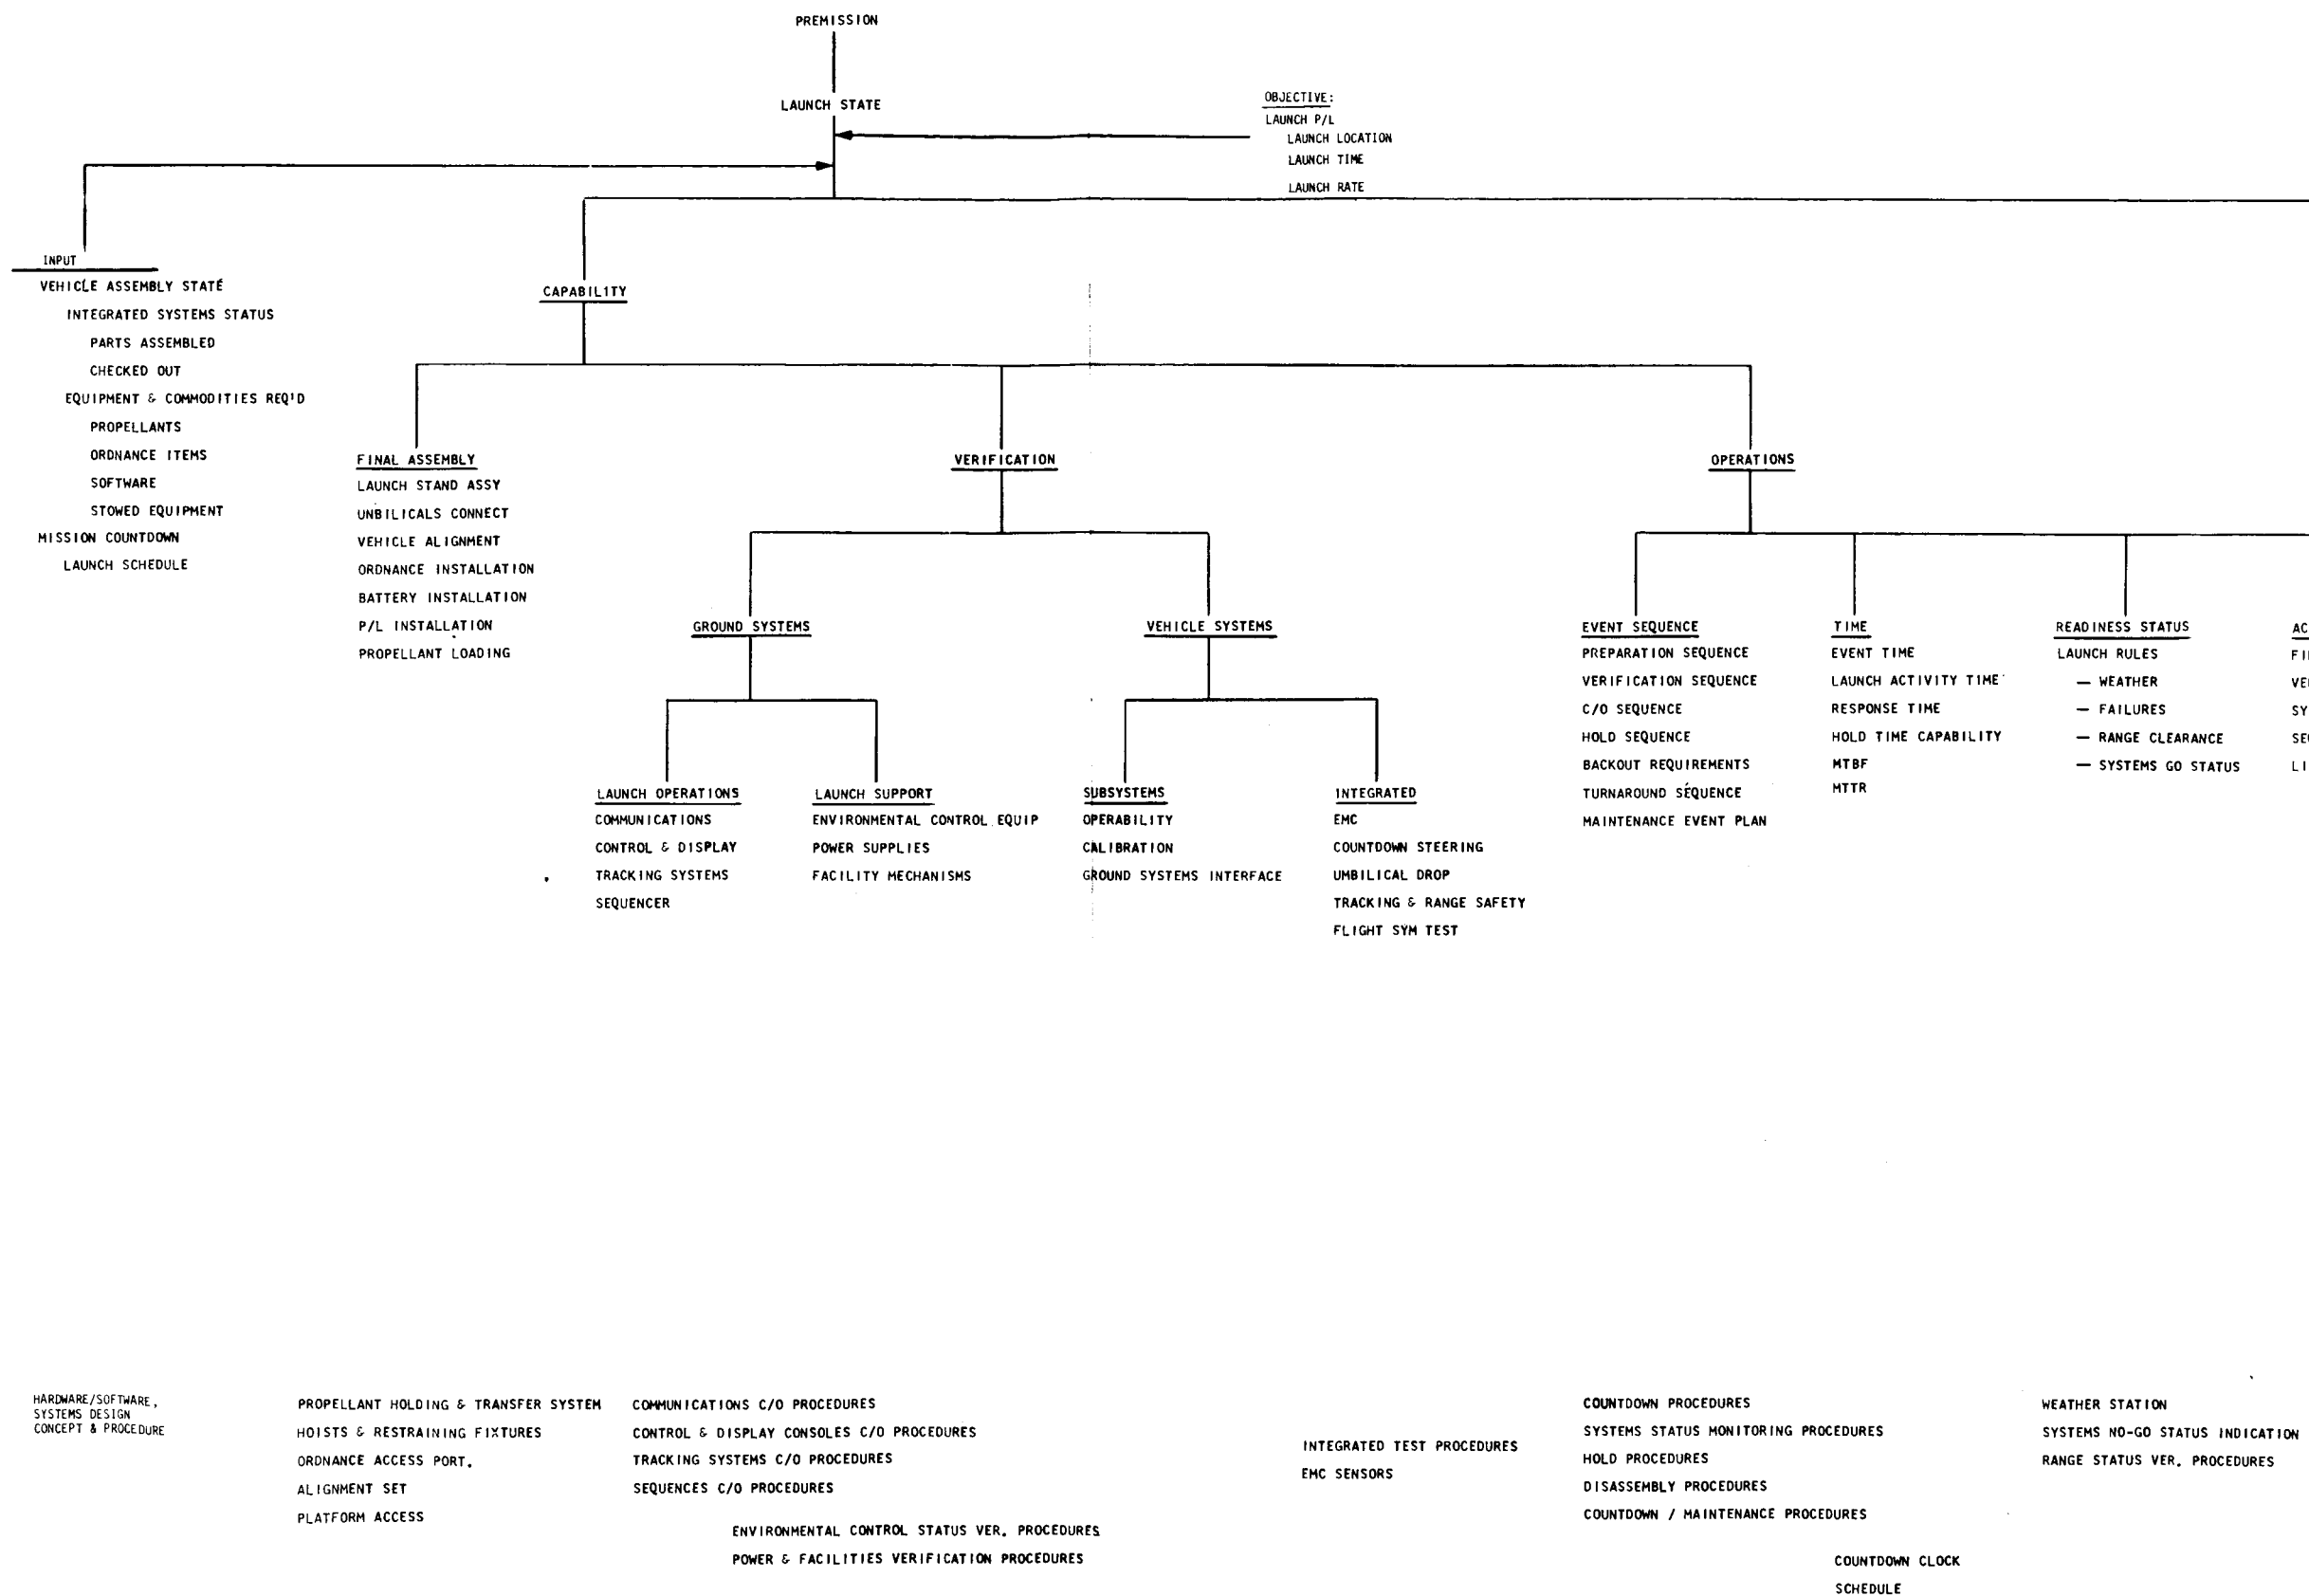 PREMISSION
LAUNCH STATE
OBJECTIVE:
LAUNCH P/L
LAUNCH LOCATION
LAUNCH TIME
LAUNCH RATE
INPUT
VEHICLE ASSEMBLY STATE
INTEGRATED SYSTEMS STATUS
PARTS ASSEMBLED
CHECKED OUT
EQUIPMENT & COMMODITIES REQ'D
PROPELLANTS
ORDNANCE ITEMS
SOFTWARE
STOWED EQUIPMENT
MISSION COUNTDOWN
LAUNCH SCHEDULE
CAPABILITY
FINAL ASSEMBLY
LAUNCH STAND ASSY
UNBILICALS CONNECT
VEHICLE ALIGNMENT
ORDNANCE INSTALLATION
BATTERY INSTALLATION
P/L INSTALLATION
PROPELLANT LOADING
VERIFICATION
OPERATIONS
GROUND SYSTEMS
VEHICLE SYSTEMS
LAUNCH OPERATIONS
COMMUNICATIONS
CONTROL & DISPLAY
TRACKING SYSTEMS
SEQUENCER
LAUNCH SUPPORT
ENVIRONMENTAL CONTROL EQUIP
POWER SUPPLIES
FACILITY MECHANISMS
SUBSYSTEMS
OPERABILITY
CALIBRATION
GROUND SYSTEMS INTERFACE
INTEGRATED
EMC
COUNTDOWN STEERING
UMBILICAL DROP
TRACKING & RANGE SAFETY
FLIGHT SYM TEST
EVENT SEQUENCE
PREPARATION SEQUENCE
VERIFICATION SEQUENCE
C/O SEQUENCE
HOLD SEQUENCE
BACKOUT REQUIREMENTS
TURNAROUND SEQUENCE
MAINTENANCE EVENT PLAN
TIME
EVENT TIME
LAUNCH ACTIVITY TIME
RESPONSE TIME
HOLD TIME CAPABILITY
MTBF
MTTR
READINESS STATUS
LAUNCH RULES
— WEATHER
— FAILURES
— RANGE CLEARANCE
— SYSTEMS GO STATUS
HARDWARE/SOFTWARE,
SYSTEMS DESIGN
CONCEPT & PROCEDURE
PROPELLANT HOLDING & TRANSFER SYSTEM
HOISTS & RESTRAINING FIXTURES
ORDNANCE ACCESS PORT.
ALIGNMENT SET
PLATFORM ACCESS
COMMUNICATIONS C/O PROCEDURES
CONTROL & DISPLAY CONSOLES C/O PROCEDURES
TRACKING SYSTEMS C/O PROCEDURES
SEQUENCES C/O PROCEDURES
ENVIRONMENTAL CONTROL STATUS VER. PROCEDURES
POWER & FACILITIES VERIFICATION PROCEDURES
INTEGRATED TEST PROCEDURES
EMC SENSORS
COUNTDOWN PROCEDURES
SYSTEMS STATUS MONITORING PROCEDURES
HOLD PROCEDURES
DISASSEMBLY PROCEDURES
COUNTDOWN / MAINTENANCE PROCEDURES
COUNTDOWN CLOCK
SCHEDULE
WEATHER STATION
SYSTEMS NO-GO STATUS INDICATION
RANGE STATUS VER. PROCEDURES